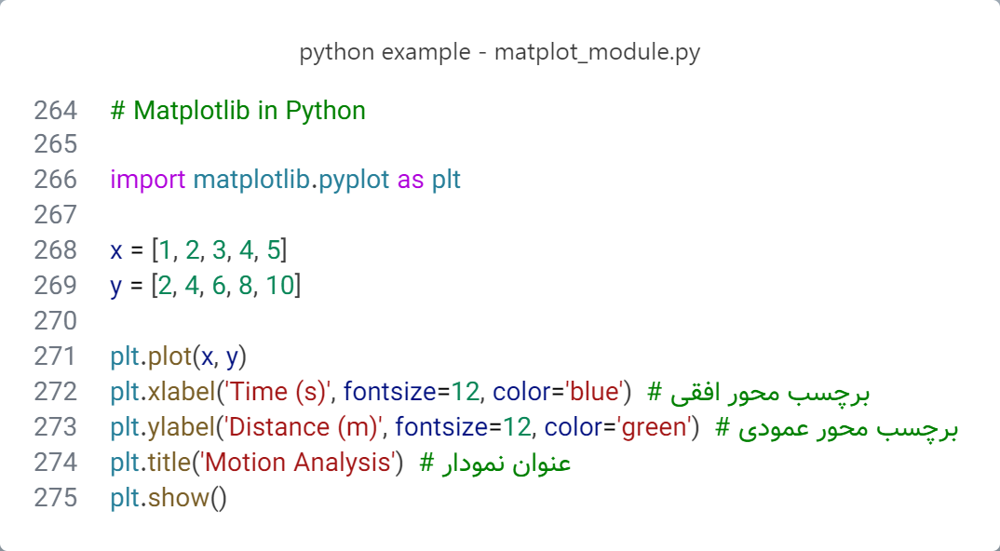 python example - matplot_module.py
264 # Matplotlib in Python
265
266 import matplotlib.pyplot as plt
267
268 x = [1, 2, 3, 4, 5]
269 y = [2, 4, 6, 8, 10]
270
271 plt.plot(x, y)
272 plt.xlabel('Time (s)', fontsize=12, color='blue')  # برچسب محور افقی
273 plt.ylabel('Distance (m)', fontsize=12, color='green')  # برچسب محور عمودی
274 plt.title('Motion Analysis')  # عنوان نمودار
275 plt.show()